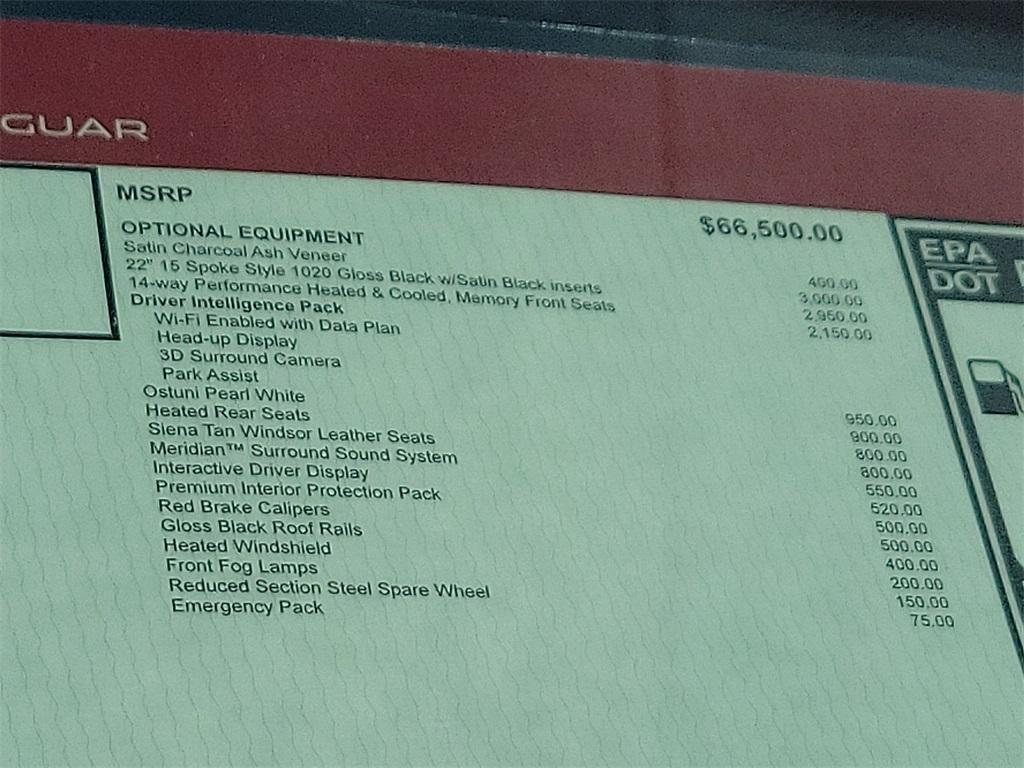 GUAR
MSRP $66,500.00
OPTIONAL EQUIPMENT
Satin Charcoal Ash Veneer
22" 15 Spoke Style 1020 Gloss Black w/Satin Black inserts 3,000.00
14-way Performance Heated & Cooled, Memory Front Seats 2,950.00
Driver Intelligence Pack 2,150.00
Wi-Fi Enabled with Data Plan
Head-up Display
3D Surround Camera
Park Assist
Ostuni Pearl White 950.00
Heated Rear Seats 900.00
Siena Tan Windsor Leather Seats 800.00
Meridian™ Surround Sound System 800.00
Interactive Driver Display 550.00
Premium Interior Protection Pack 520.00
Red Brake Calipers 500.00
Gloss Black Roof Rails 500.00
Heated Windshield 400.00
Front Fog Lamps 200.00
Reduced Section Steel Spare Wheel 150.00
Emergency Pack 75.00
EPA
DOT